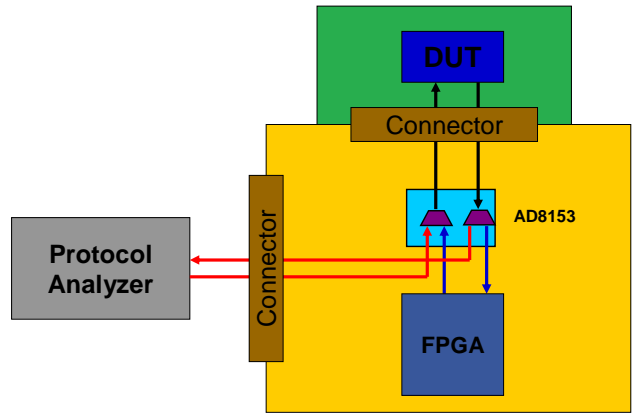 DUT
Connector
AD8153
Protocol
Analyzer
Connector
FPGA